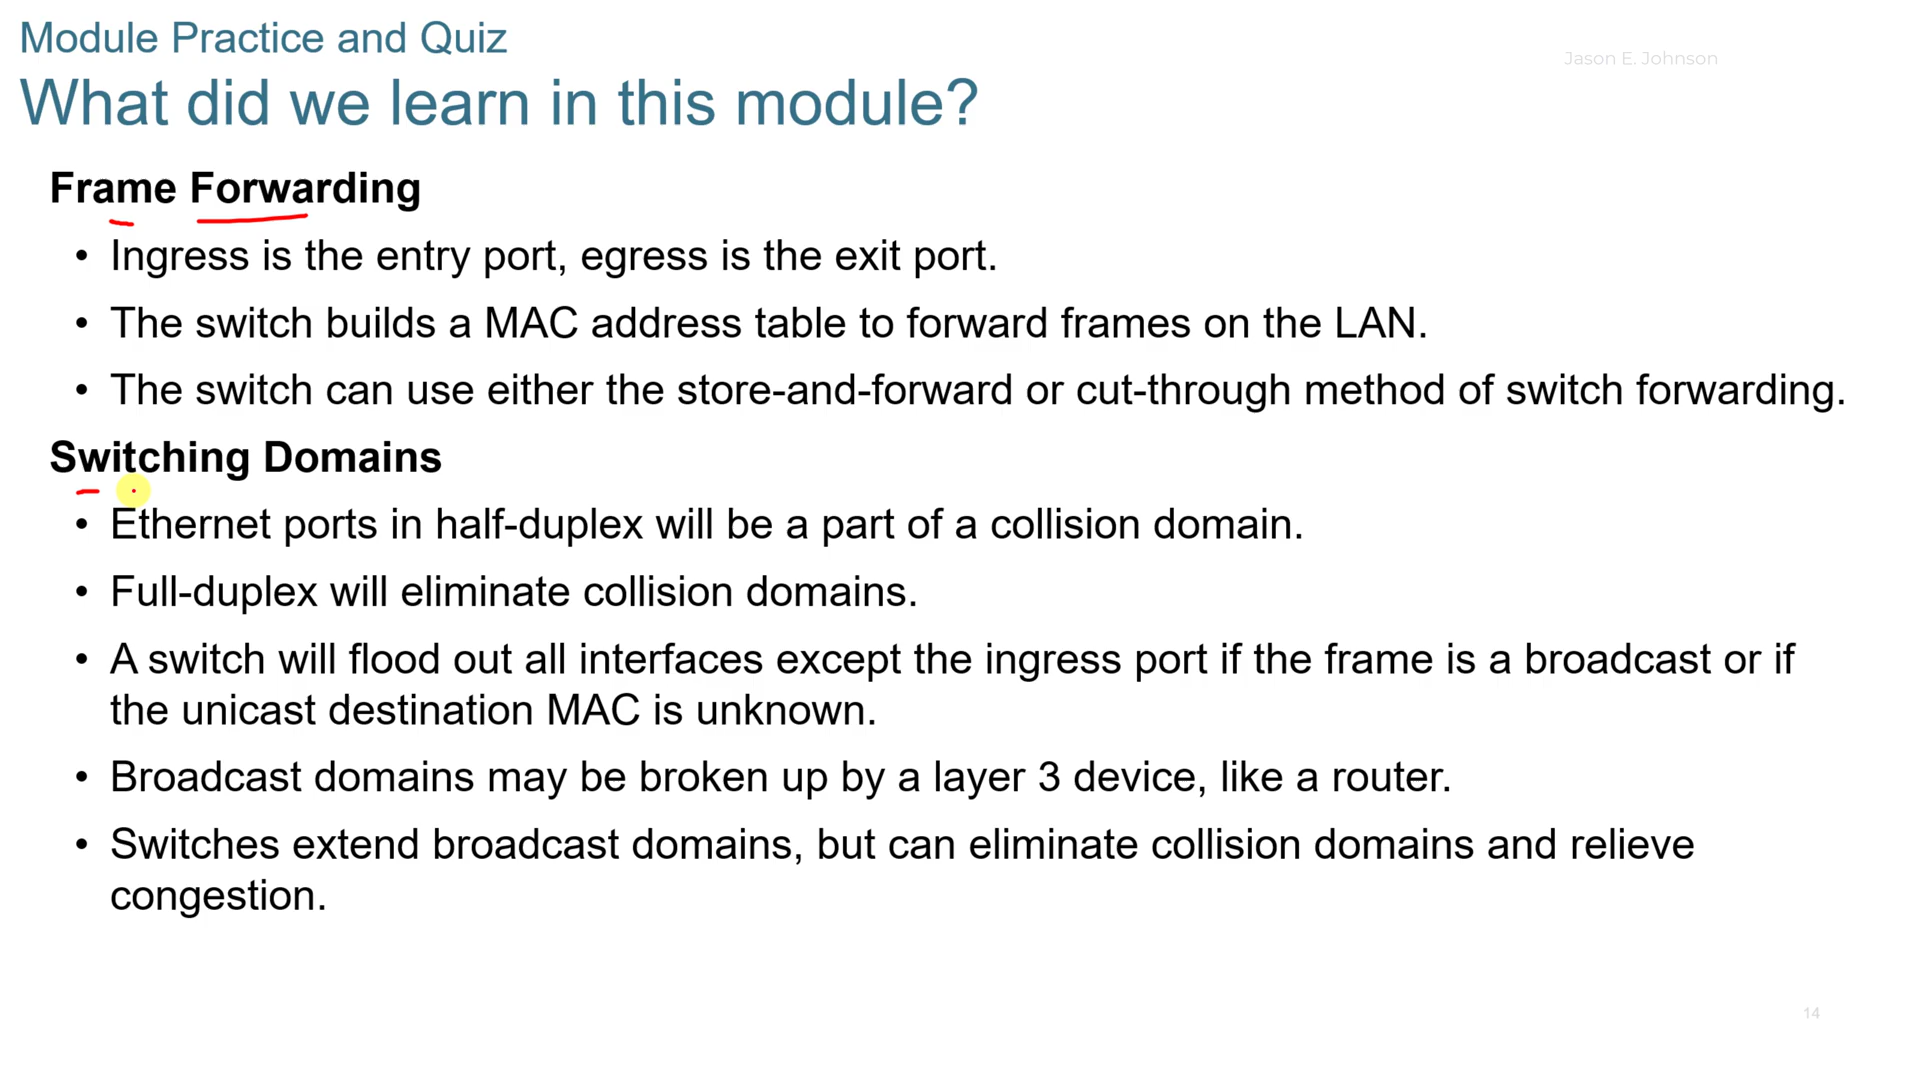 Module Practice and Quiz
Jason E. Johnson
What did we learn in this module?
Frame Forwarding
• Ingress is the entry port, egress is the exit port.
• The switch builds a MAC address table to forward frames on the LAN.
• The switch can use either the store-and-forward or cut-through method of switch forwarding.
Switching Domains
• Ethernet ports in half-duplex will be a part of a collision domain.
• Full-duplex will eliminate collision domains.
• A switch will flood out all interfaces except the ingress port if the frame is a broadcast or if
the unicast destination MAC is unknown.
• Broadcast domains may be broken up by a layer 3 device, like a router.
• Switches extend broadcast domains, but can eliminate collision domains and relieve
congestion.
14